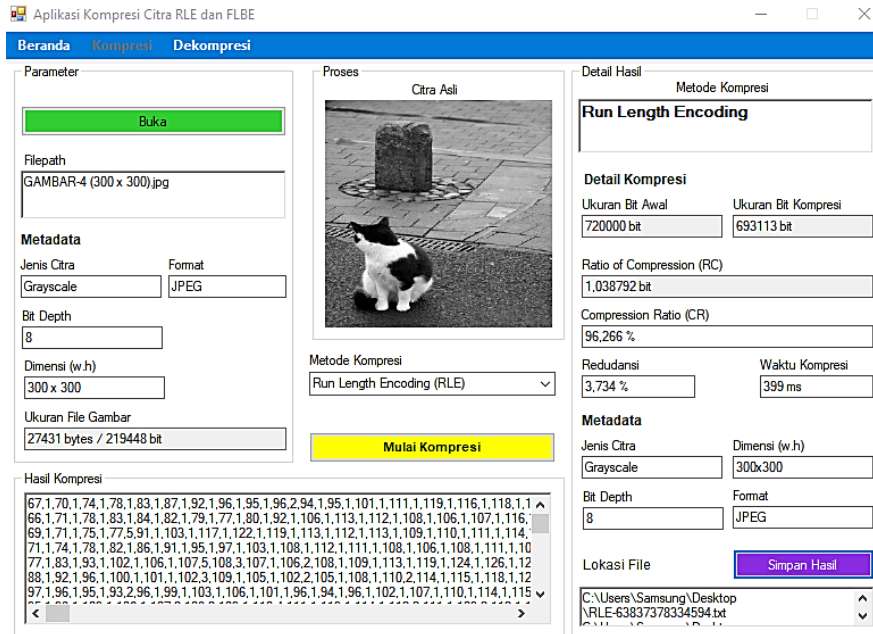 Aplikasi Kompresi Citra RLE dan FLBE
Beranda Kompresi Dekompresi
Parameter
Buka
Filepath
GAMBAR-4 (300 x 300).jpg
Metadata
Jenis Citra Format
Grayscale JPEG
Bit Depth
8
Dimensi (w.h)
300 x 300
Ukuran File Gambar
27431 bytes / 219448 bit
Proses
Citra Asli
Metode Kompresi
Run Length Encoding (RLE)
Mulai Kompresi
Hasil Kompresi
67,1,70,1,74,1,78,1,83,1,87,1,92,1,96,1,95,1,96,2,94,1,95,1,101,1,111,1,119,1,116,1,118,1,1
66,1,71,1,78,1,83,1,84,1,82,1,79,1,77,1,80,1,92,1,106,1,113,1,112,1,108,1,106,1,107,1,116,
69,1,71,1,75,1,77,5,91,1,103,1,117,1,122,1,119,1,113,1,112,1,113,1,109,1,110,1,111,1,114,
71,1,74,1,78,1,82,1,86,1,91,1,95,1,97,1,103,1,108,1,112,1,111,1,108,1,106,1,108,1,111,1,10
77,1,83,1,93,1,102,1,106,1,107,5,108,3,107,1,106,2,108,1,109,1,113,1,119,1,124,1,126,1,12
88,1,92,1,96,1,100,1,101,1,102,3,109,1,105,1,102,2,105,1,108,1,110,2,114,1,115,1,118,1,12
97,1,96,1,95,1,93,2,96,1,99,1,103,1,106,1,101,1,96,1,94,1,96,1,102,1,107,1,110,1,114,1,115
Detail Hasil
Metode Kompresi
Run Length Encoding
Detail Kompresi
Ukuran Bit Awal Ukuran Bit Kompresi
720000 bit 693113 bit
Ratio of Compression (RC)
1,038792 bit
Compression Ratio (CR)
96,266 %
Redudansi Waktu Kompresi
3,734 % 399 ms
Metadata
Jenis Citra Dimensi (w.h)
Grayscale 300x300
Bit Depth Format
8 JPEG
Lokasi File Simpan Hasil
C:\Users\Samsung\Desktop
\RLE-63837378334594.txt